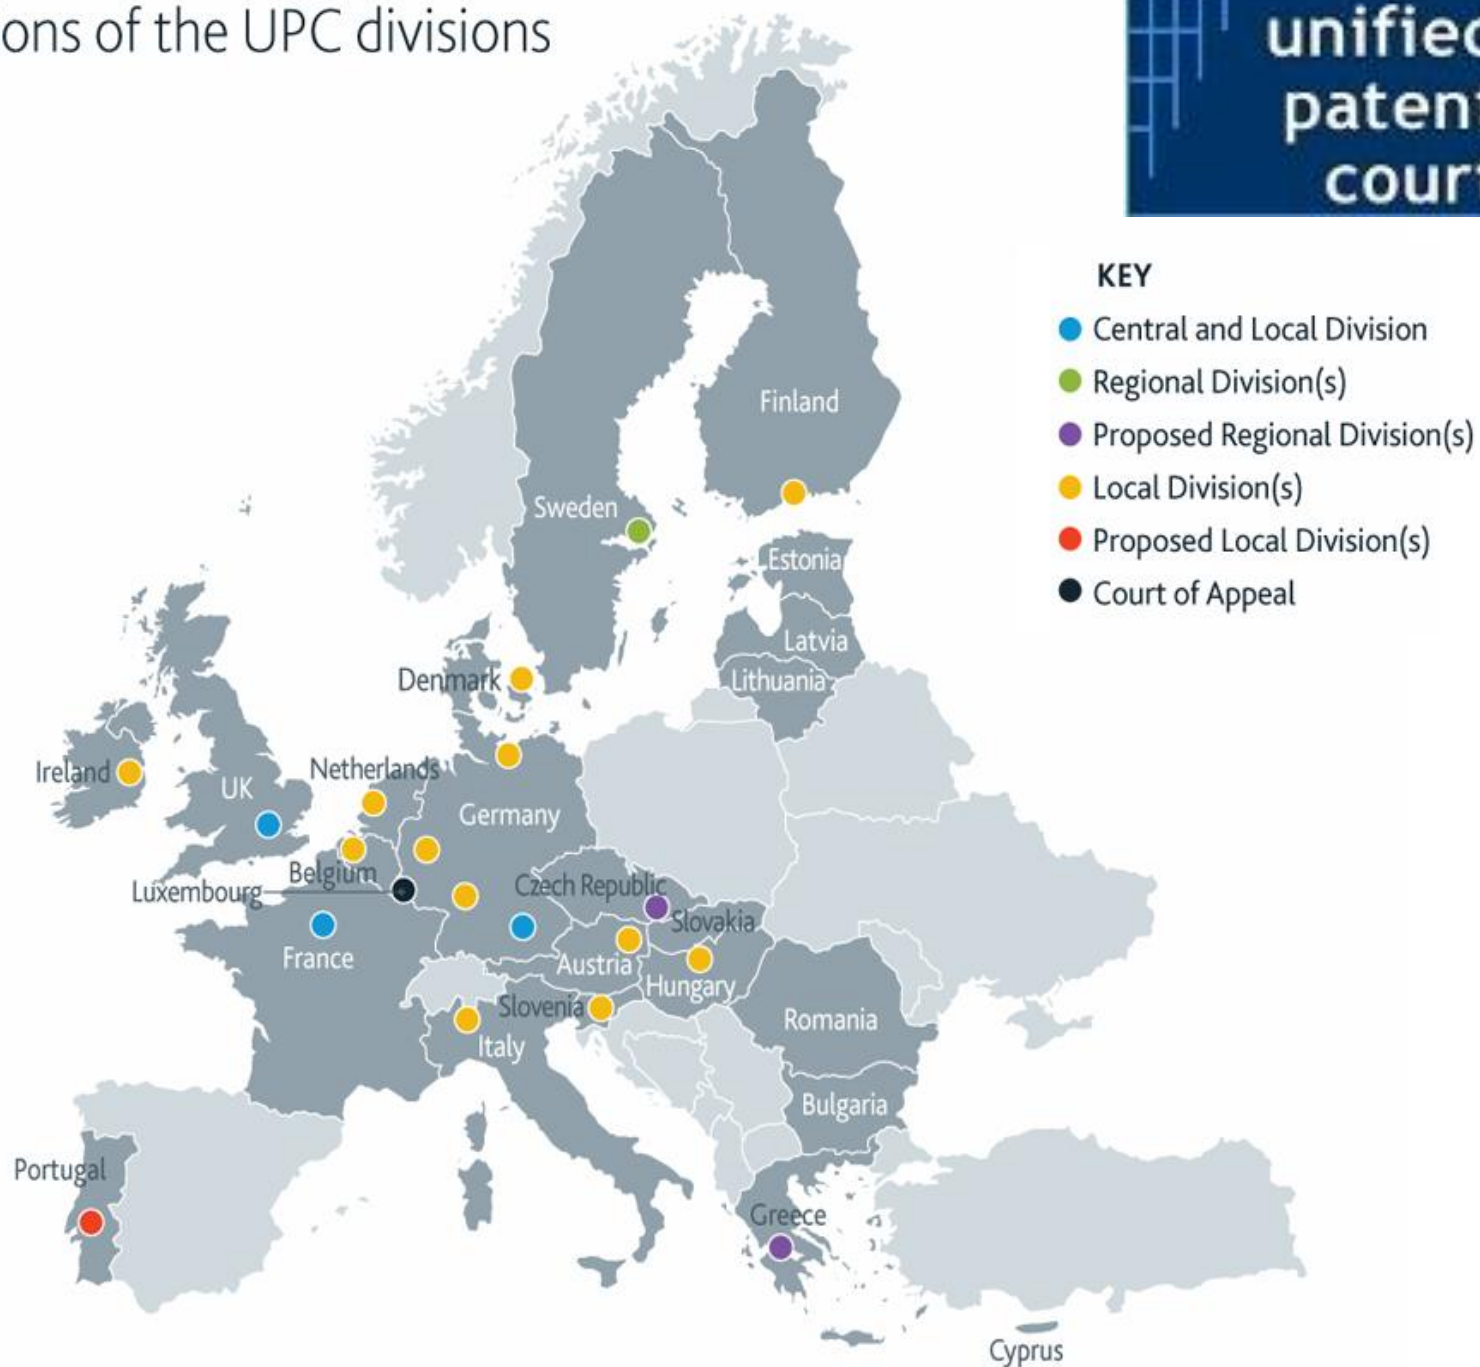 ons of the UPC divisions
unified
patent
court
KEY
Central and Local Division
Regional Division(s)
Proposed Regional Division(s)
Local Division(s)
Proposed Local Division(s)
Court of Appeal
Finland
Sweden
Estonia
Latvia
Lithuania
Denmark
Ireland
UK
Netherlands
Germany
Belgium
Luxembourg
Czech Republic
Slovakia
France
Austria
Hungary
Slovenia
Italy
Romania
Bulgaria
Portugal
Greece
Cyprus